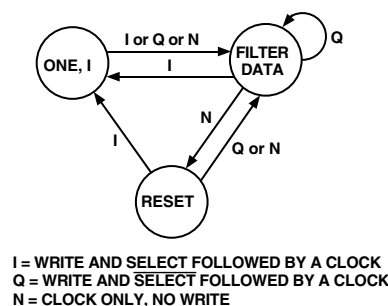 I or Q or N
Q
ONE, I
I
FILTER
DATA
N
I
Q or N
RESET
I = WRITE AND SELECT FOLLOWED BY A CLOCK
Q = WRITE AND S̅E̅L̅E̅C̅T̅ FOLLOWED BY A CLOCK
N = CLOCK ONLY, NO WRITE